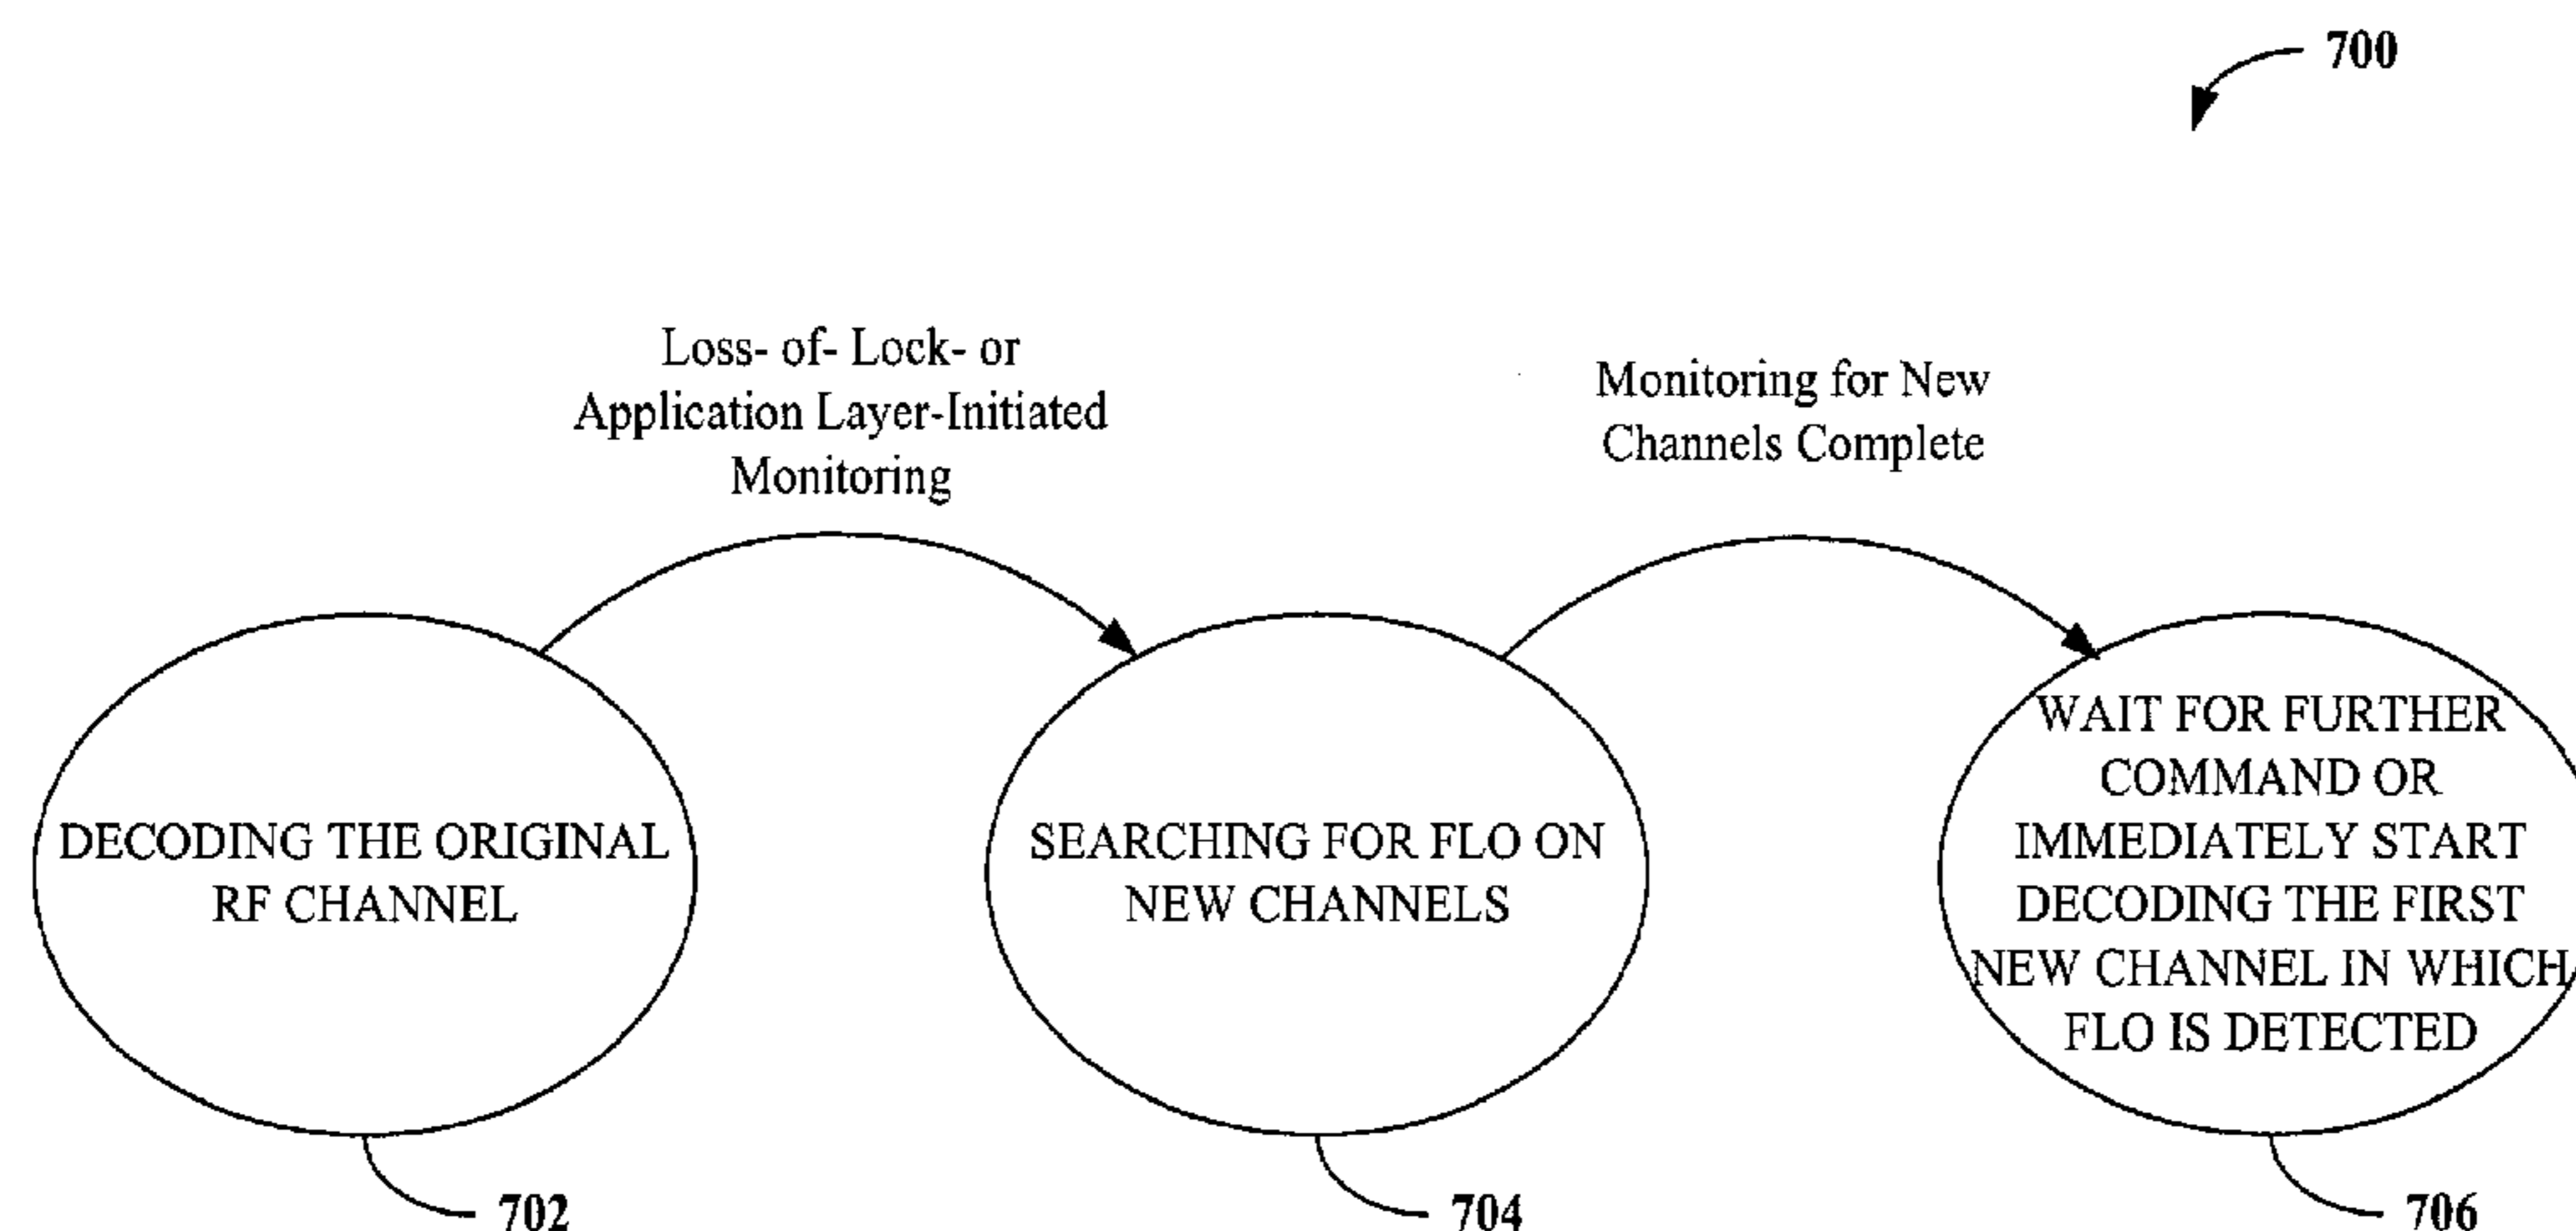 700
Loss- of- Lock- or
Application Layer-Initiated
Monitoring
Monitoring for New
Channels Complete
DECODING THE ORIGINAL
RF CHANNEL
SEARCHING FOR FLO ON
NEW CHANNELS
WAIT FOR FURTHER
COMMAND OR
IMMEDIATELY START
DECODING THE FIRST
NEW CHANNEL IN WHICH
FLO IS DETECTED
702
704
706